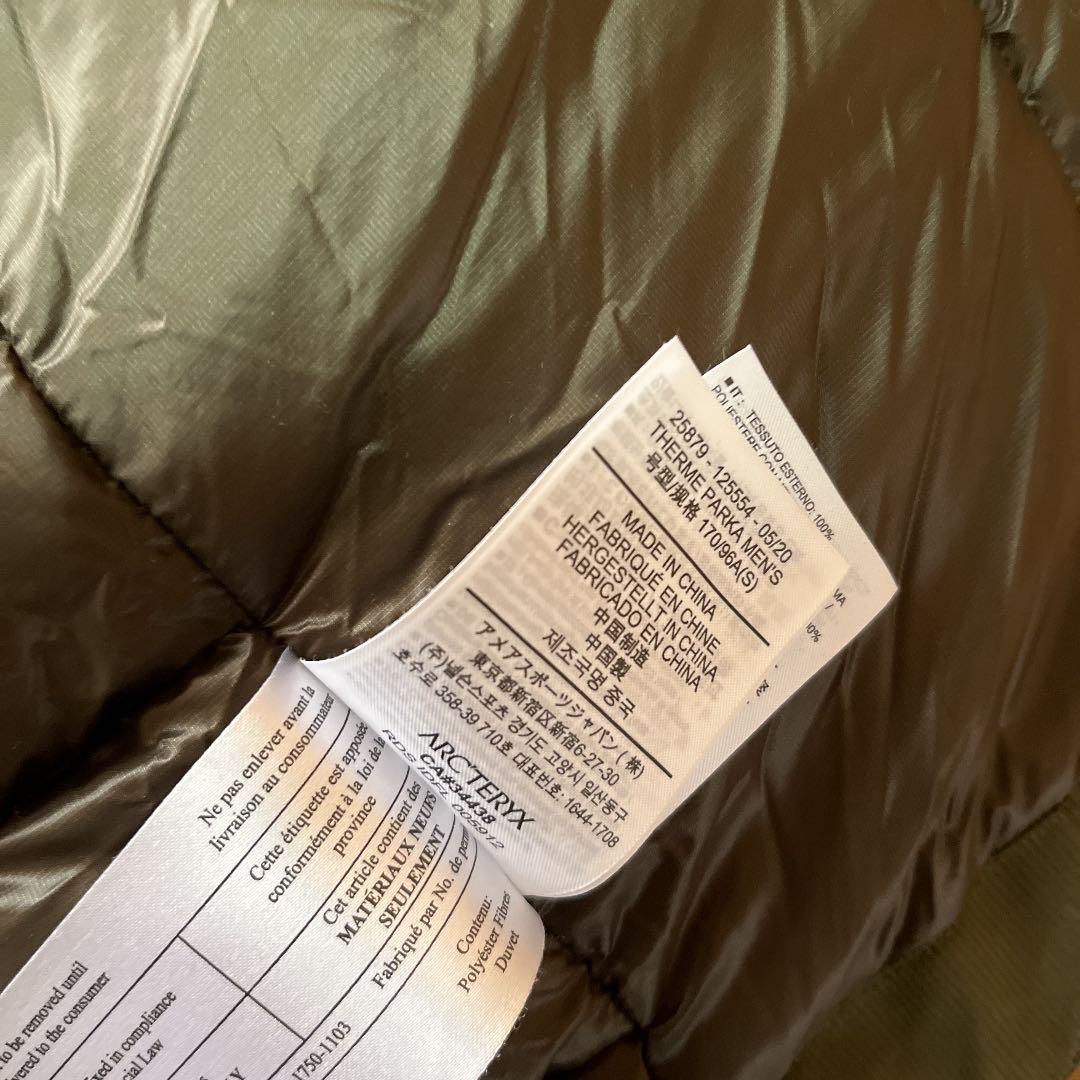 25879 - 125554 - 05/20
THERME PARKA MEN'S
号型/规格 170/96A(S)
MADE IN CHINA
FABRIQUÉ EN CHINE
HERGESTELLT IN CHINA
FABRICADO EN CHINA
中国制造
中国製
제조국명 중국
アメアスポーツジャパン(株)
東京都新宿区新宿6-27-30
(주)넬슨스포츠 경기도 고양시 일산동구
호수로 358-39 710호 대표번호: 1644-1708
ARC'TERYX
CA#34438
RDS IDFL
■ IT: TESSUTO ESTERNO: 100%
POLIESTERE
Ne pas enlever avant la
livraison au consommateur
Cette étiquette est apposée
conformément à la loi de la
province
Cet article contient des
MATÉRIAUX NEUFS
SEULEMENT
Fabriqué par No. de
Contenu:
Polyéster Fibres
Duvet
to be removed until
to the consumer
in compliance
Law
1750-1103